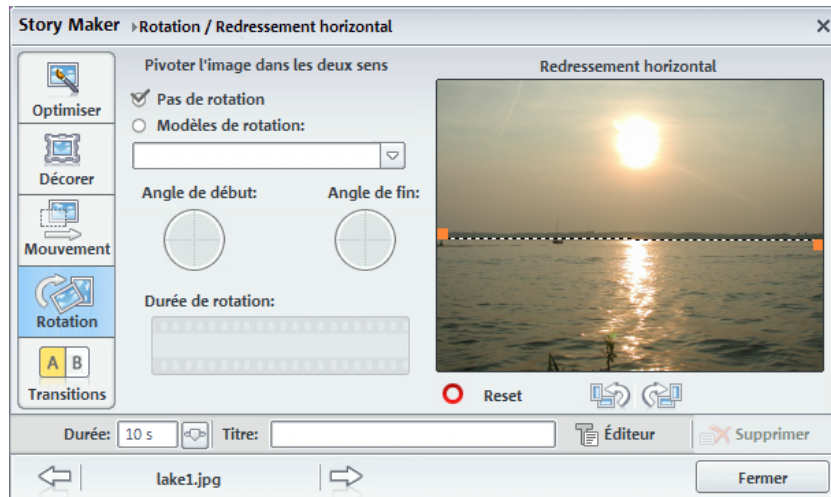 Story Maker ▸Rotation / Redressement horizontal
Optimiser
Décorer
Mouvement
Rotation
A B
Transitions
Pivoter l'image dans les deux sens
Pas de rotation
Modèles de rotation:
Angle de début: Angle de fin:
Durée de rotation:
Redressement horizontal
Reset
Durée: 10 s Titre: Éditeur Supprimer
lake1.jpg Fermer